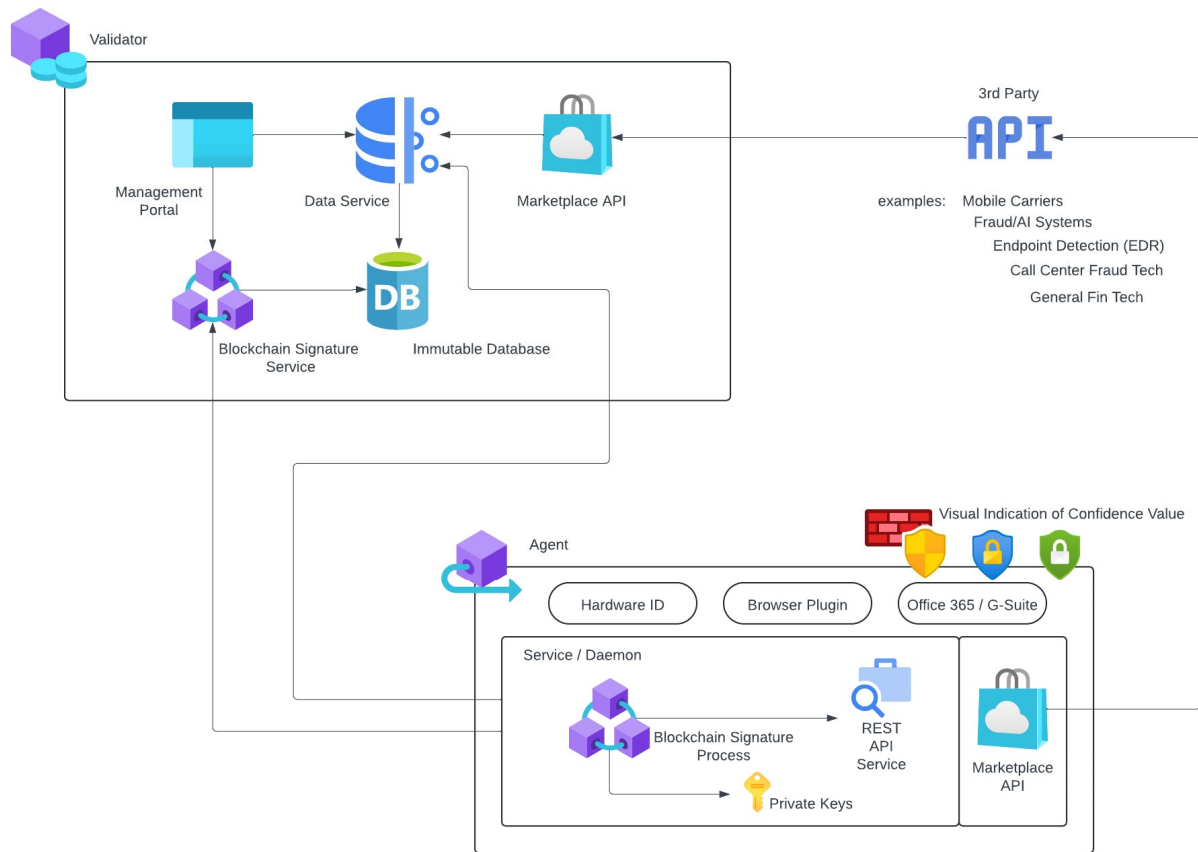 Validator
3rd Party
API
Management
Portal
Data Service
Marketplace API
examples: Mobile Carriers
Fraud/AI Systems
Endpoint Detection (EDR)
Call Center Fraud Tech
General Fin Tech
DB
Blockchain Signature
Service
Immutable Database
Visual Indication of Confidence Value
Agent
Hardware ID
Browser Plugin
Office 365 / G-Suite
Service / Daemon
Blockchain Signature
Process
REST
API
Service
Private Keys
Marketplace
API